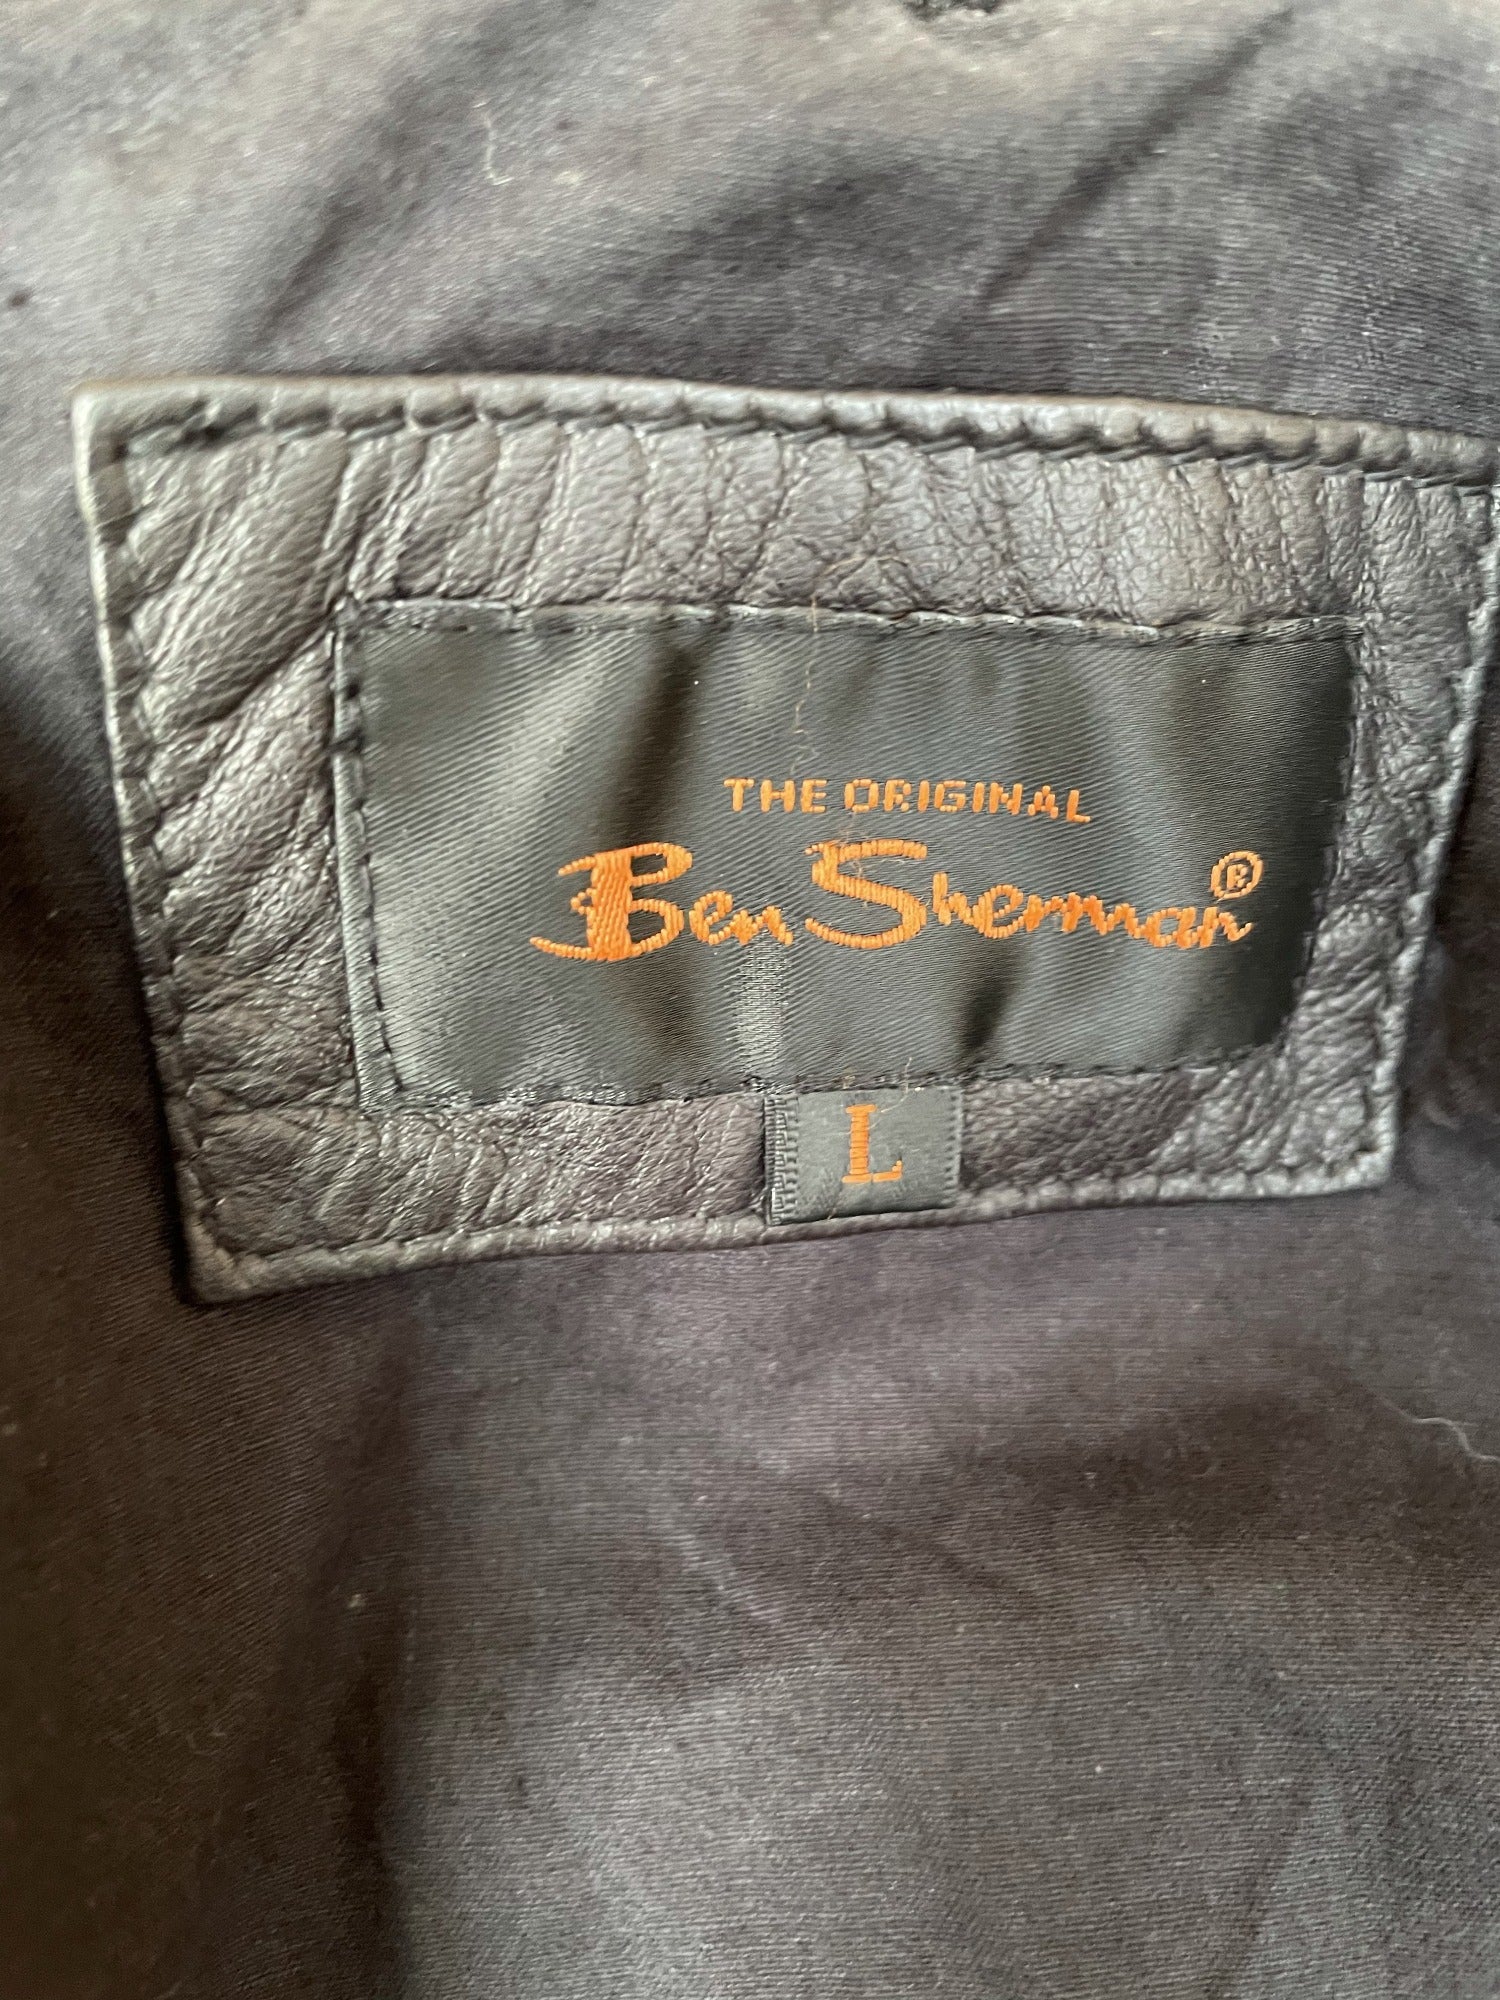 THE ORIGINAL
Ben Sherman®
L